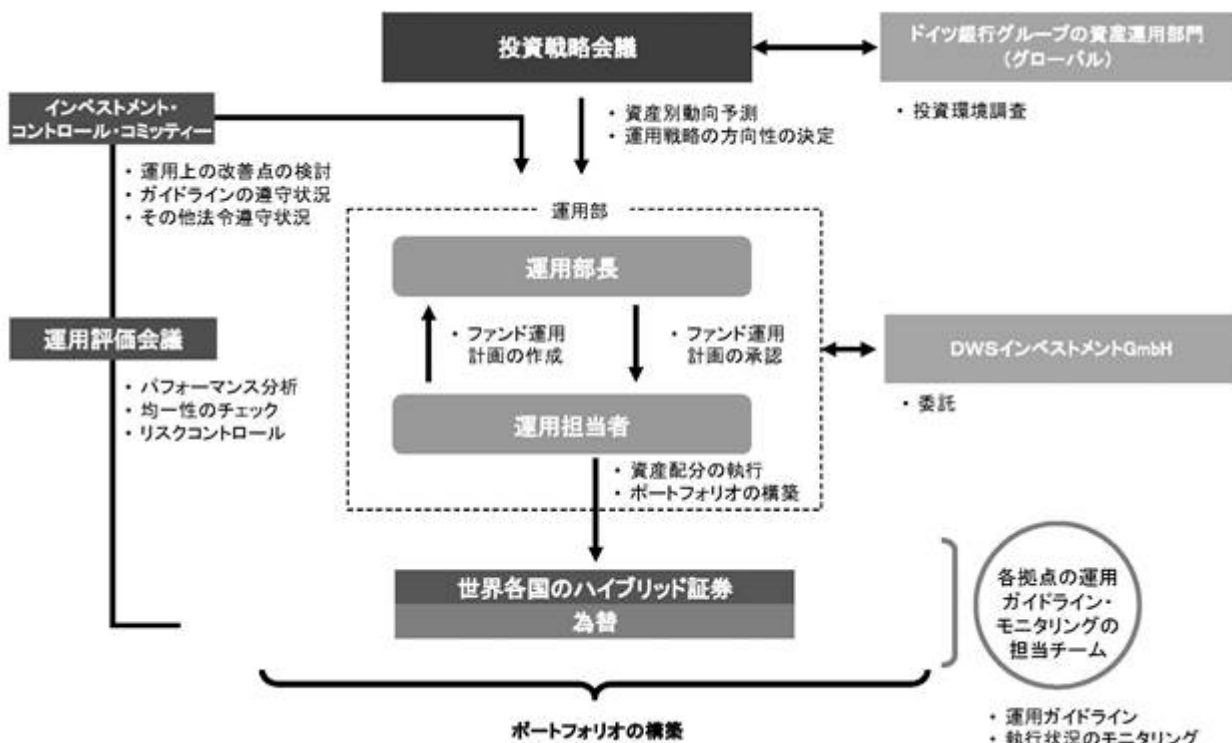 投資戦略会議
ドイツ銀行グループの資産運用部門
(グローバル)
・投資環境調査
・資産別動向予測
・運用戦略の方向性の決定
インベストメント・
コントロール・コミッティー
・運用上の改善点の検討
・ガイドラインの遵守状況
・その他法令遵守状況
運用部
運用部長
・ファンド運用
計画の作成
・ファンド運用
計画の承認
運用評価会議
・パフォーマンス分析
・均一性のチェック
・リスクコントロール
DWSインベストメントGmbH
・委託
運用担当者
・資産配分の執行
・ポートフォリオの構築
世界各国のハイブリッド証券
為替
各拠点の運用
ガイドライン・
モニタリングの
担当チーム
・運用ガイドライン
・執行状況のモニタリング
ポートフォリオの構築